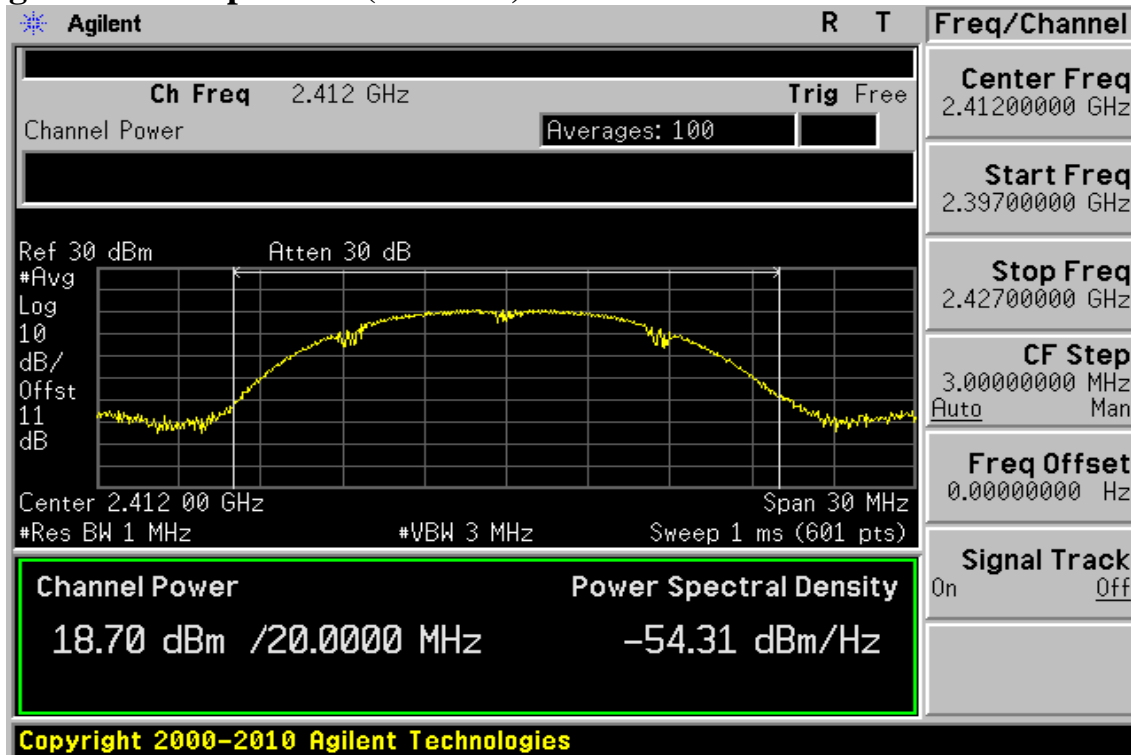 Agilent R T
Ch Freq 2.412 GHz Trig Free
Channel Power Averages: 100
Ref 30 dBm Atten 30 dB
#Avg
Log
10
dB/
Offst
11
dB
Center 2.412 00 GHz Span 30 MHz
#Res BW 1 MHz #VBW 3 MHz Sweep 1 ms (601 pts)
Channel Power Power Spectral Density
18.70 dBm /20.0000 MHz -54.31 dBm/Hz
Freq/Channel
Center Freq
2.41200000 GHz
Start Freq
2.39700000 GHz
Stop Freq
2.42700000 GHz
CF Step
3.00000000 MHz
Auto Man
Freq Offset
0.00000000 Hz
Signal Track
On Off
Copyright 2000-2010 Agilent Technologies